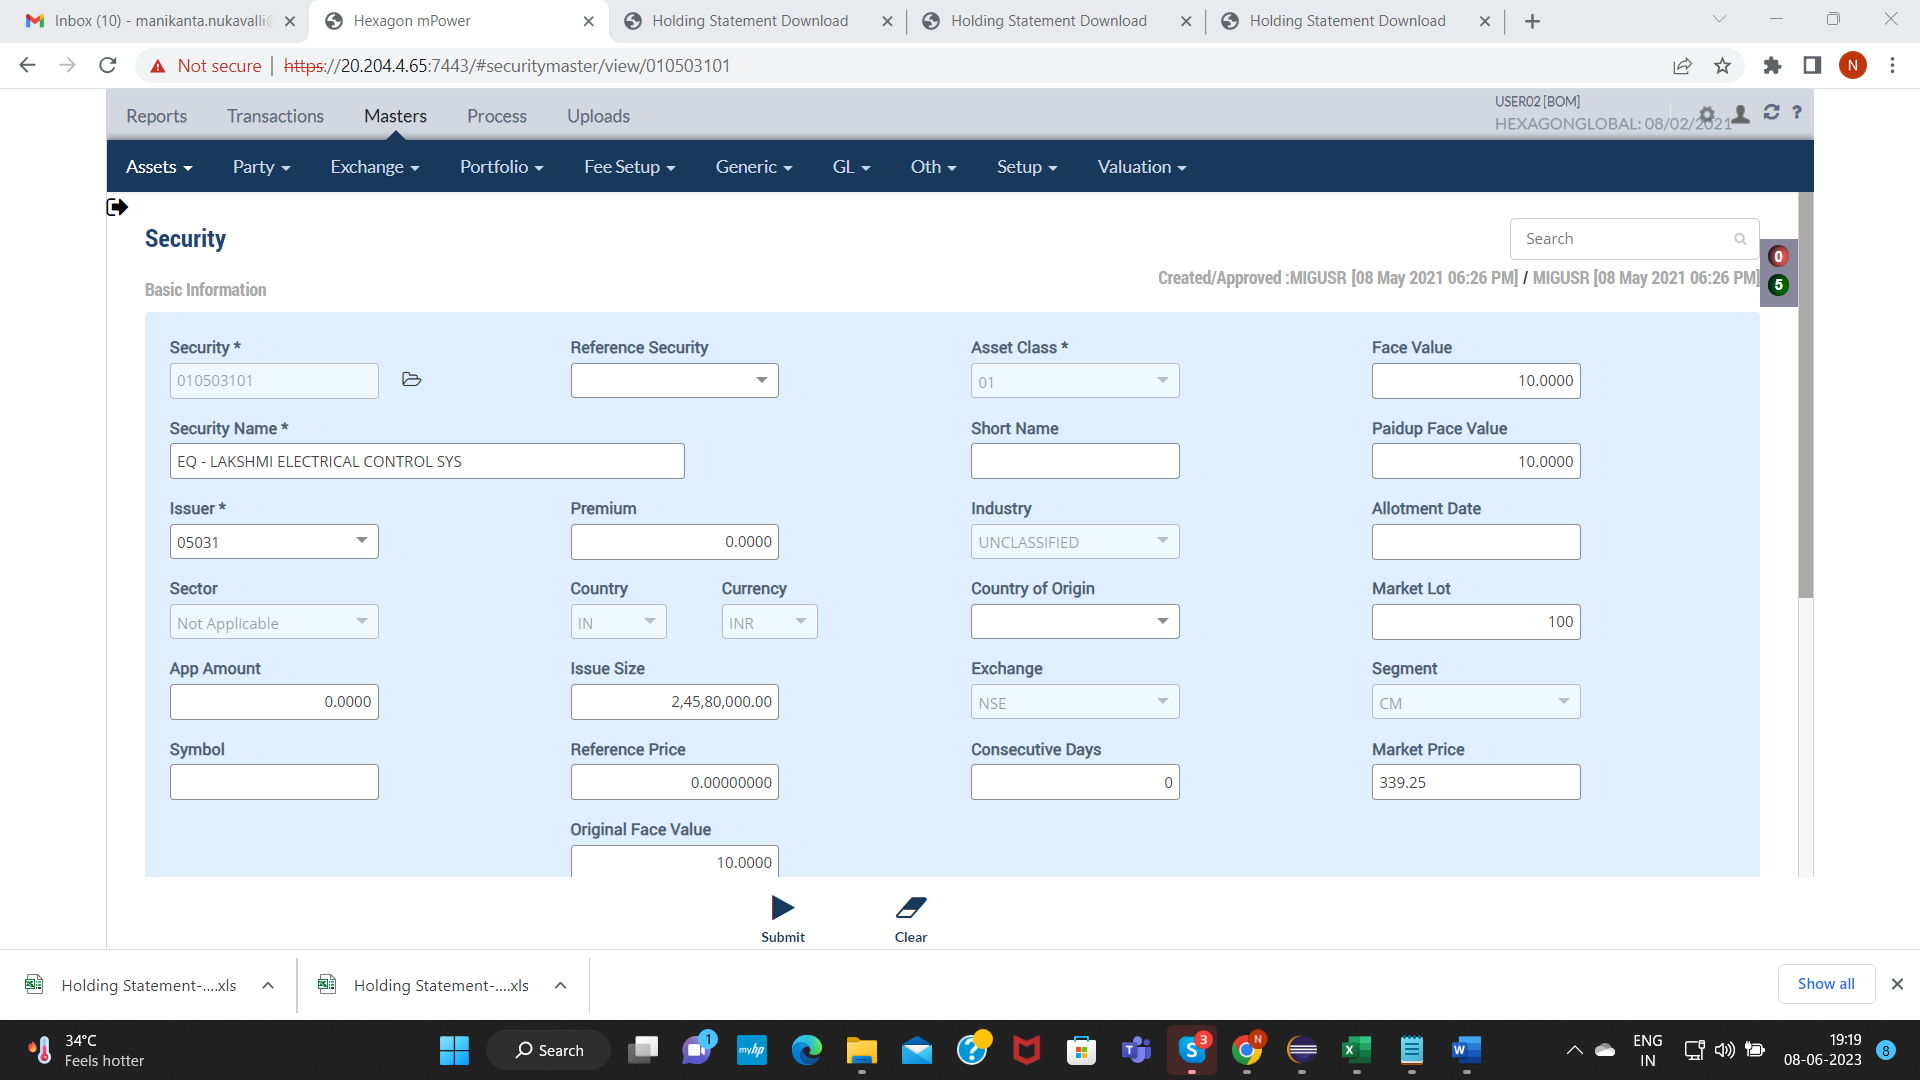 Inbox (10) - manikanta.nukavalli@
Hexagon mPower
Holding Statement Download
Holding Statement Download
Holding Statement Download
Not secure
https://20.204.4.65:7443/#securitymaster/view/010503101
N
Reports Transactions Masters Process Uploads
USER02 [BOM]
HEXAGONGLOBAL: 08/02/2021
?
Assets Party Exchange Portfolio Fee Setup Generic GL Oth Setup Valuation
Security
Search
0
5
Created/Approved :MIGUSR [08 May 2021 06:26 PM] / MIGUSR [08 May 2021 06:26 PM]
Basic Information
Security * Reference Security Asset Class * Face Value
010503101 01 10.0000
Security Name * Short Name Paidup Face Value
EQ - LAKSHMI ELECTRICAL CONTROL SYS 10.0000
Issuer * Premium Industry Allotment Date
05031 0.0000 UNCLASSIFIED
Sector Country Currency Country of Origin Market Lot
Not Applicable IN INR 100
App Amount Issue Size Exchange Segment
0.0000 2,45,80,000.00 NSE CM
Symbol Reference Price Consecutive Days Market Price
0.00000000 0 339.25
Original Face Value
10.0000
Submit Clear
Holding Statement-....xls
Holding Statement-....xls
Show all
34°C
Feels hotter
Search
1
myhp
3
N
ENG
IN
19:19
08-06-2023
8